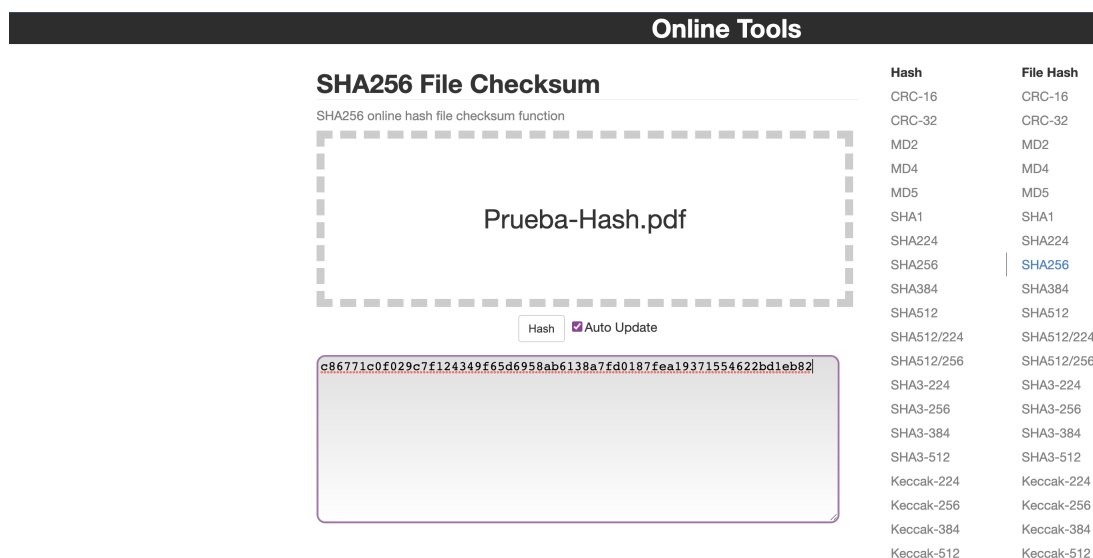 Online Tools
SHA256 File Checksum
SHA256 online hash file checksum function
Prueba-Hash.pdf
Hash
Auto Update
c86771c0f029c7f124349f65d6958ab6138a7fd0187fea19371554622bd1eb82
Hash
CRC-16
CRC-32
MD2
MD4
MD5
SHA1
SHA224
SHA256
SHA384
SHA512
SHA512/224
SHA512/256
SHA3-224
SHA3-256
SHA3-384
SHA3-512
Keccak-224
Keccak-256
Keccak-384
Keccak-512
File Hash
CRC-16
CRC-32
MD2
MD4
MD5
SHA1
SHA224
SHA256
SHA384
SHA512
SHA512/224
SHA512/256
SHA3-224
SHA3-256
SHA3-384
SHA3-512
Keccak-224
Keccak-256
Keccak-384
Keccak-512